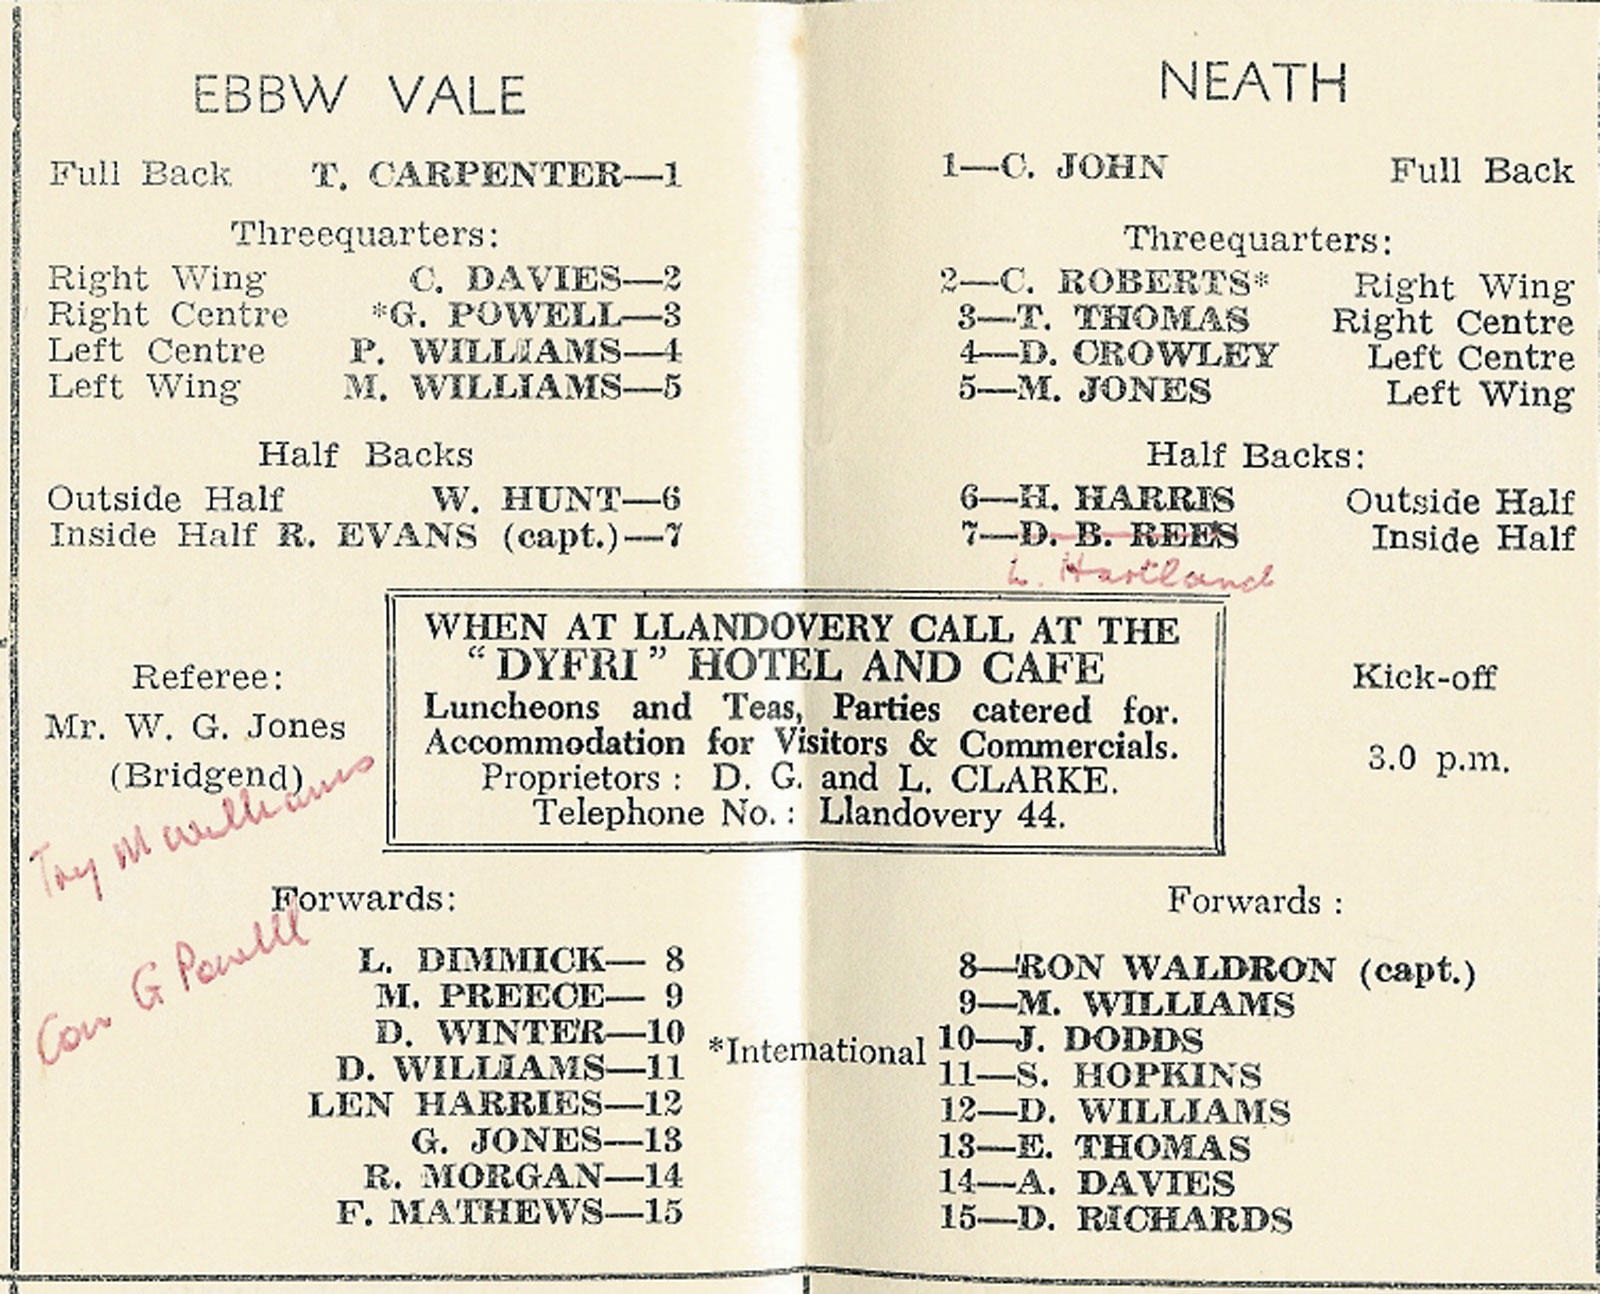 EBBW VALE
Full Back T. CARPENTER—1
Threequarters:
Right Wing C. DAVIES—2
Right Centre *G. POWELL—3
Left Centre P. WILLIAMS—4
Left Wing M. WILLIAMS—5
Half Backs
Outside Half W. HUNT—6
Inside Half R. EVANS (capt.)—7
NEATH
1—C. JOHN Full Back
Threequarters:
2—C. ROBERTS* Right Wing
3—T. THOMAS Right Centre
4—D. CROWLEY Left Centre
5—M. JONES Left Wing
Half Backs:
6—H. HARRIS Outside Half
7—D. B. REES Inside Half
L. Hartland
Referee:
Mr. W. G. Jones
(Bridgend)
Try M Williams
Con G Powell
WHEN AT LLANDOVERY CALL AT THE
“DYFRI” HOTEL AND CAFE
Luncheons and Teas, Parties catered for.
Accommodation for Visitors & Commercials.
Proprietors : D. G. and L. CLARKE.
Telephone No. : Llandovery 44.
Kick-off
3.0 p.m.
Forwards:
L. DIMMICK— 8
M. PREECE— 9
D. WINTER—10
D. WILLIAMS—11
LEN HARRIES—12
G. JONES—13
R. MORGAN—14
F. MATHEWS—15
*International
Forwards :
8—RON WALDRON (capt.)
9—M. WILLIAMS
10—J. DODDS
11—S. HOPKINS
12—D. WILLIAMS
13—E. THOMAS
14—A. DAVIES
15—D. RICHARDS